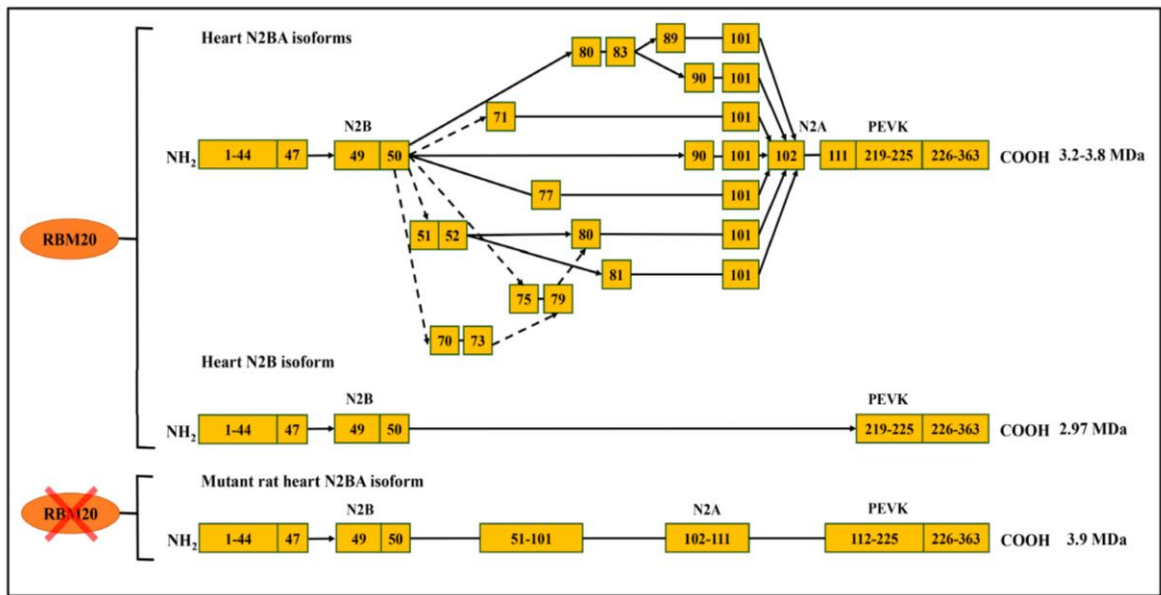 Heart N2BA isoforms
89 101
80 83
90 101
71 101
N2B N2A PEVK
NH2 1-44 47 49 50 90 101 102 111 219-225 226-363 COOH 3.2-3.8 MDa
77 101
RBM20
51 52 80 101
81 101
75 79
70 73
Heart N2B isoform
N2B PEVK
NH2 1-44 47 49 50 219-225 226-363 COOH 2.97 MDa
Mutant rat heart N2BA isoform
RBM20
N2B N2A PEVK
NH2 1-44 47 49 50 51-101 102-111 112-225 226-363 COOH 3.9 MDa